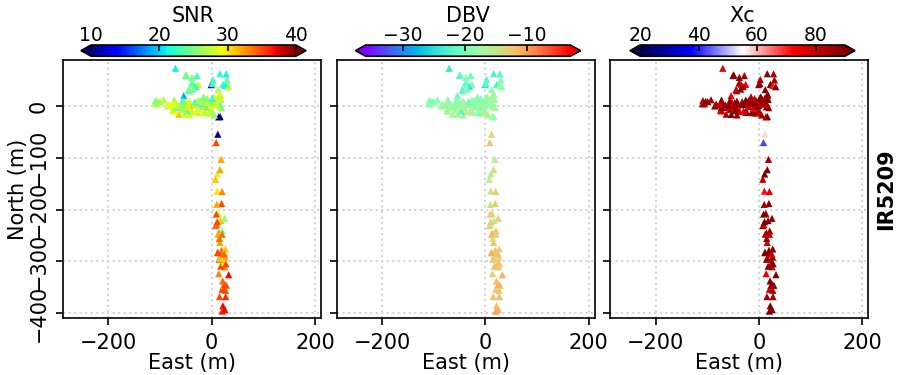 SNR DBV Xc
10 20 30 40 −30 −20 −10 20 40 60 80
North (m)
0
−100
−200
−300
−400
−200 0 200 −200 0 200 −200 0 200
East (m) East (m) East (m)
IR5209